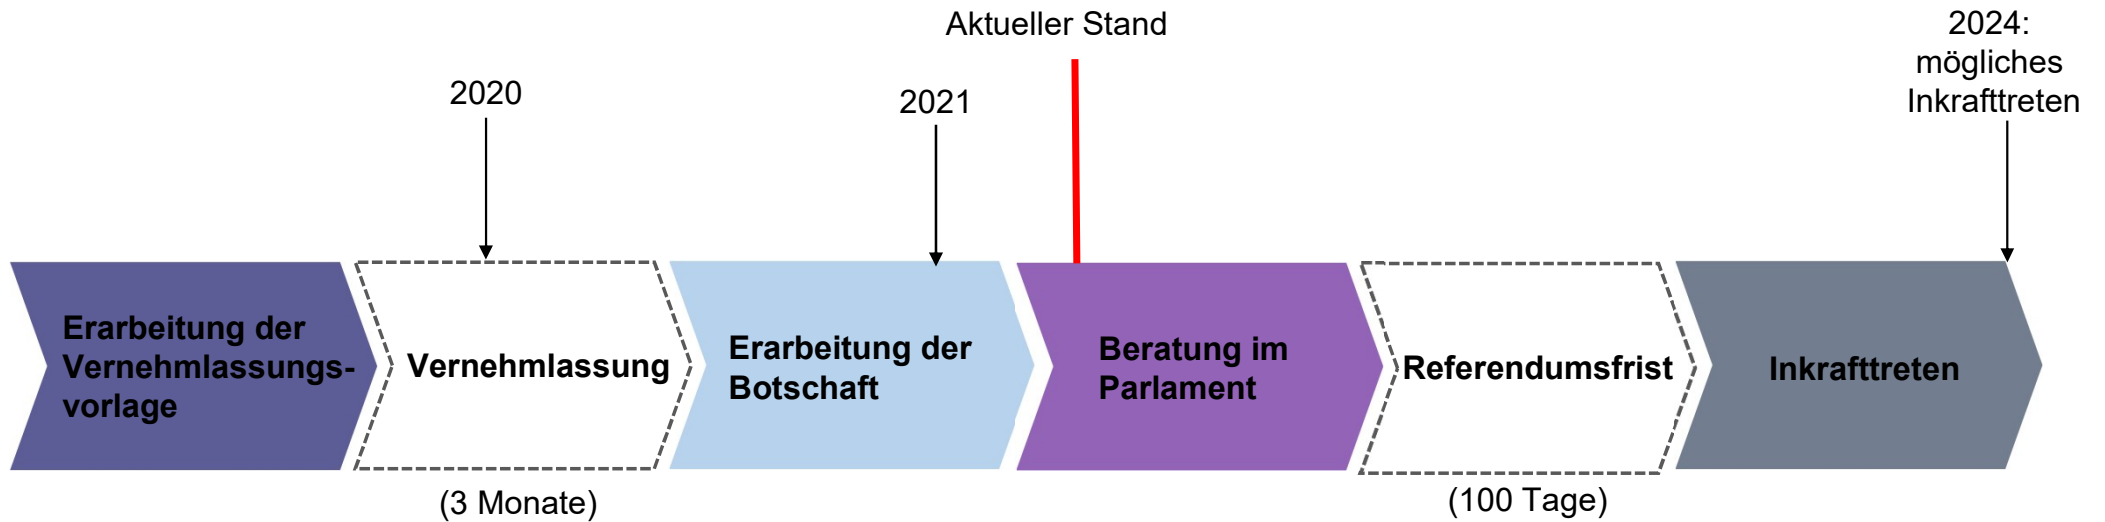 Aktueller Stand
2024:
mögliches
Inkrafttreten
2020
2021
Erarbeitung der
Vernehmlassungs-
vorlage
Vernehmlassung
Erarbeitung der
Botschaft
Beratung im
Parlament
Referendumsfrist
Inkrafttreten
(3 Monate)
(100 Tage)